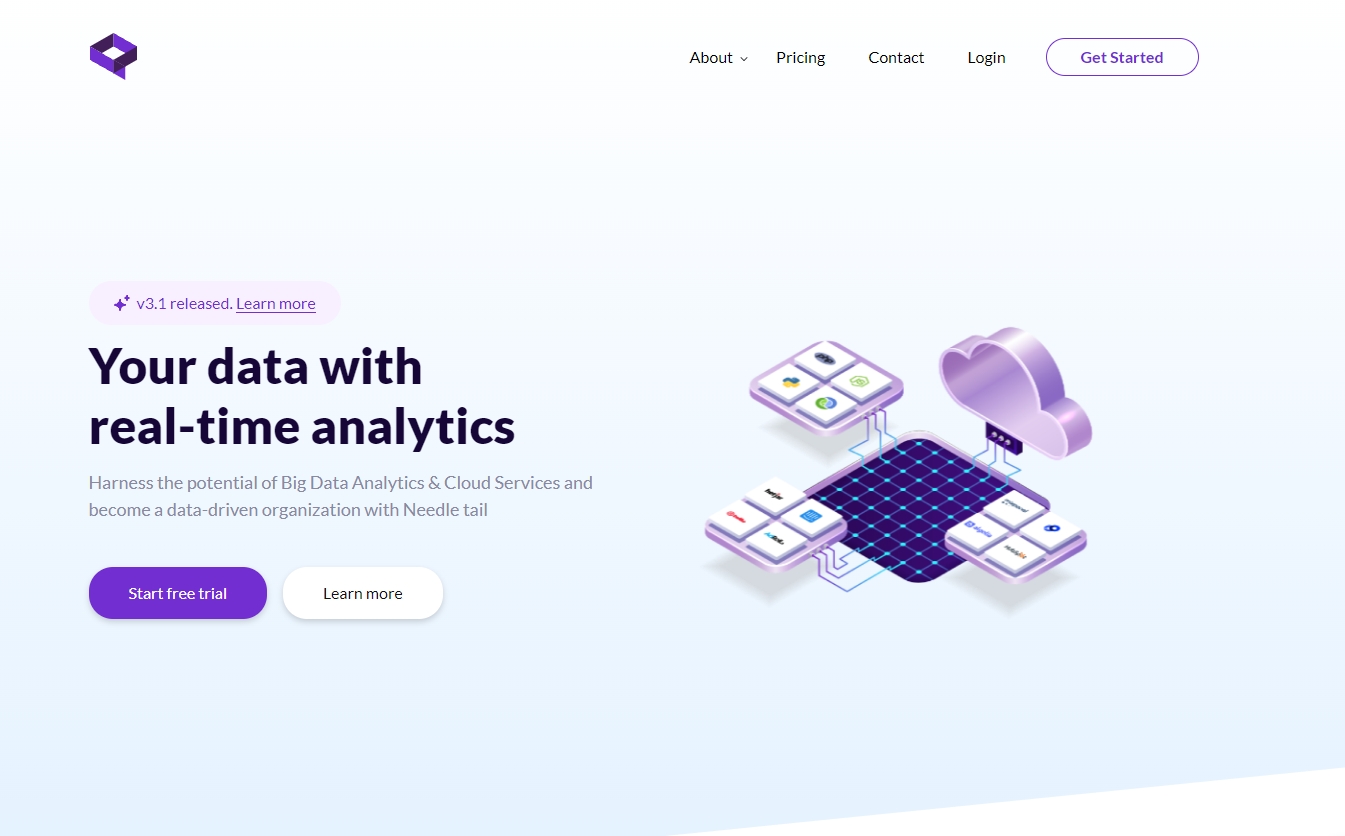 About
Pricing
Contact
Login
Get Started
v3.1 released. Learn more
Your data with
real-time analytics
Harness the potential of Big Data Analytics & Cloud Services and
become a data-driven organization with Needle tail
Start free trial
Learn more
php